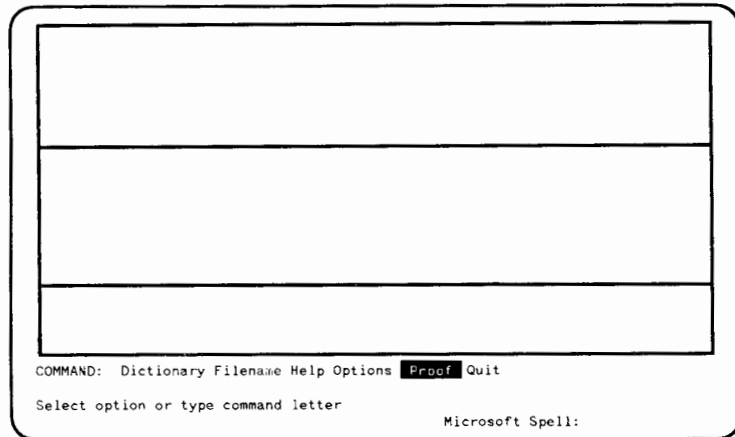 COMMAND: Dictionary Filename Help Options Proof Quit
Select option or type command letter
Microsoft Spell: